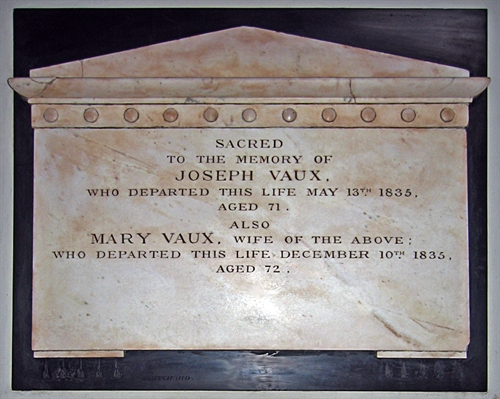 SACRED
TO THE MEMORY OF
JOSEPH VAUX,
WHO DEPARTED THIS LIFE MAY 13TH 1835,
AGED 71.
ALSO
MARY VAUX, WIFE OF THE ABOVE;
WHO DEPARTED THIS LIFE DECEMBER 10TH 1835,
AGED 72.